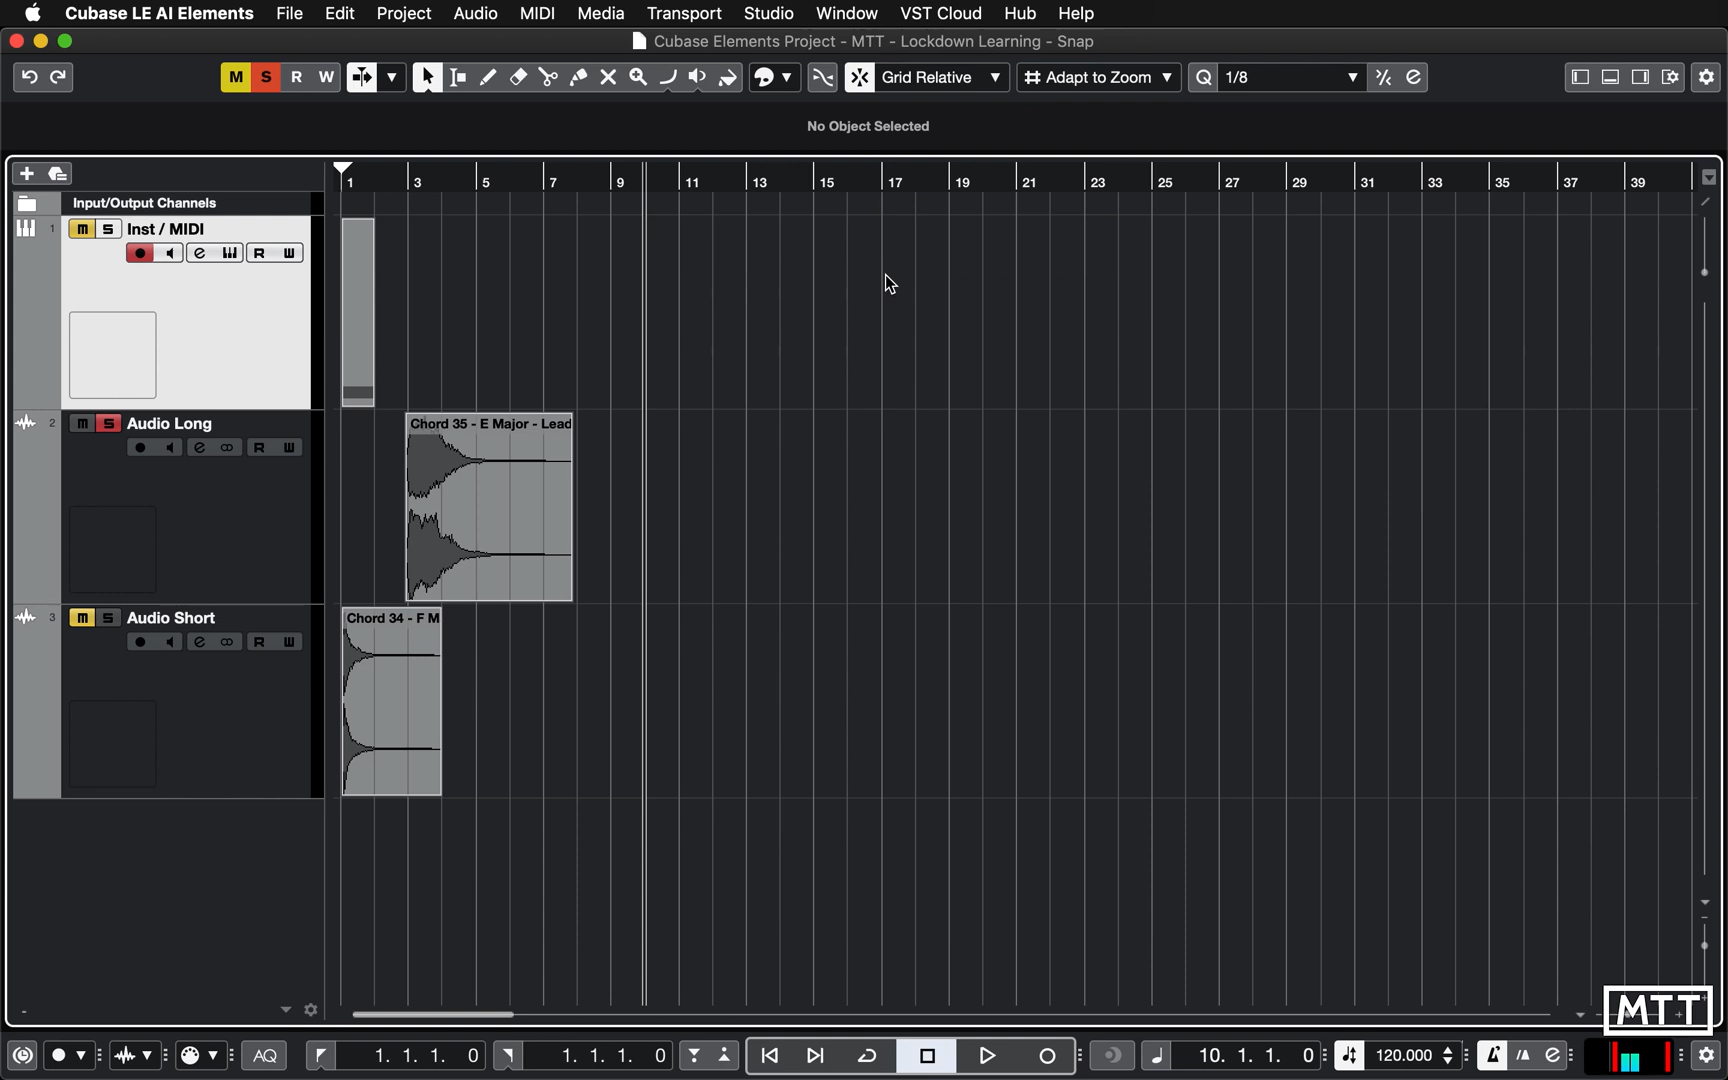 Cubase LE AI Elements File Edit Project Audio MIDI Media Transport Studio Window VST Cloud Hub Help
Cubase Elements Project - MTT - Lockdown Learning - Snap
M S R W Grid Relative Adapt to Zoom Q 1/8
No Object Selected
1 3 5 7 9 11 13 15 17 19 21 23 25 27 29 31 33 35 37 39
Input/Output Channels
1 m S Inst / MIDI
e R W
Chord 35 - E Major - Lead
2 m S Audio Long
e R W
Chord 34 - F M
3 m S Audio Short
e R W
MTT
AQ 1. 1. 1. 0 1. 1. 1. 0 10. 1. 1. 0 120.000